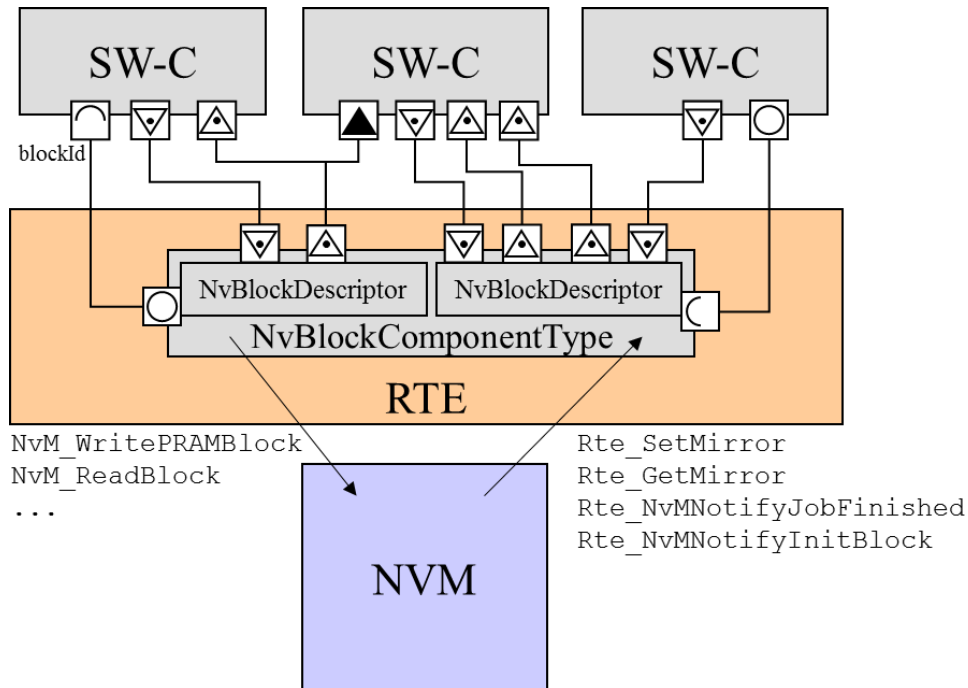 SW-C
SW-C
SW-C
blockId
NvBlockDescriptor
NvBlockDescriptor
NvBlockComponentType
RTE
NvM_WritePRAMBlock
NvM_ReadBlock
...
Rte_SetMirror
Rte_GetMirror
Rte_NvMNotifyJobFinished
Rte_NvMNotifyInitBlock
NVM